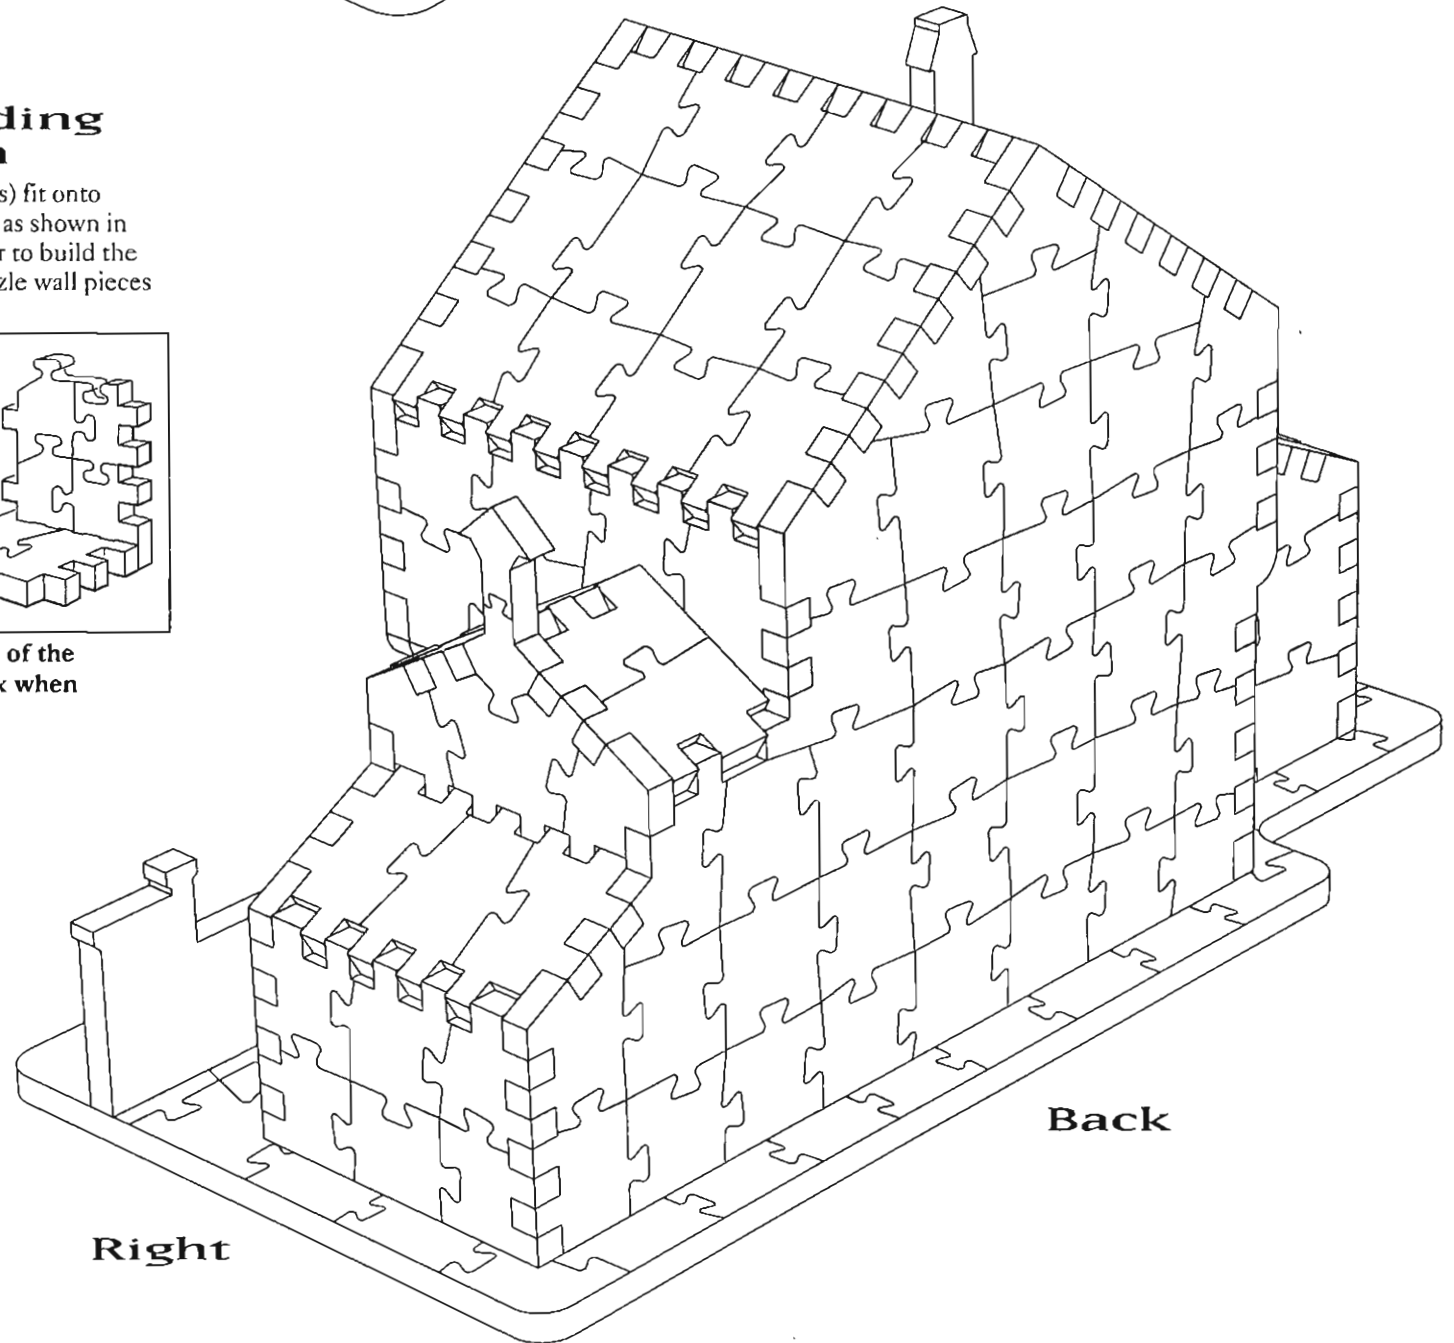 ding
n
s) fit onto
as shown in
r to build the
zle wall pieces
of the
x when
Back
Right